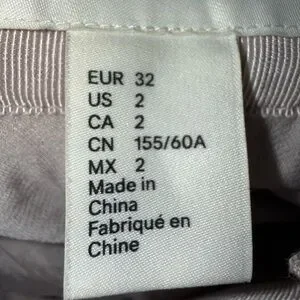 EUR 32
US 2
CA 2
CN 155/60A
MX 2
Made in
China
Fabriqué en
Chine